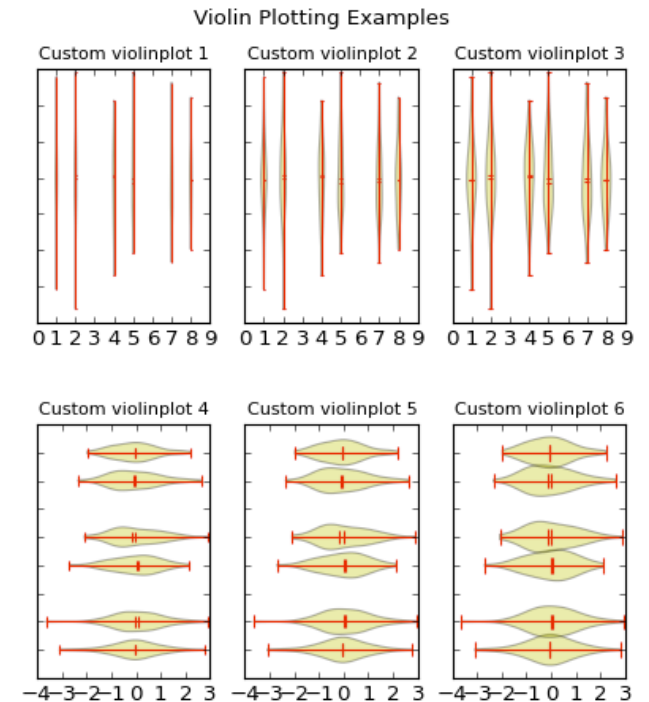 Violin Plotting Examples
Custom violinplot 1
Custom violinplot 2
Custom violinplot 3
0 1 2 3 4 5 6 7 8 9
0 1 2 3 4 5 6 7 8 9
0 1 2 3 4 5 6 7 8 9
Custom violinplot 4
Custom violinplot 5
Custom violinplot 6
−4−3−2−1 0 1 2 3
−4−3−2−1 0 1 2 3
−4−3−2−1 0 1 2 3